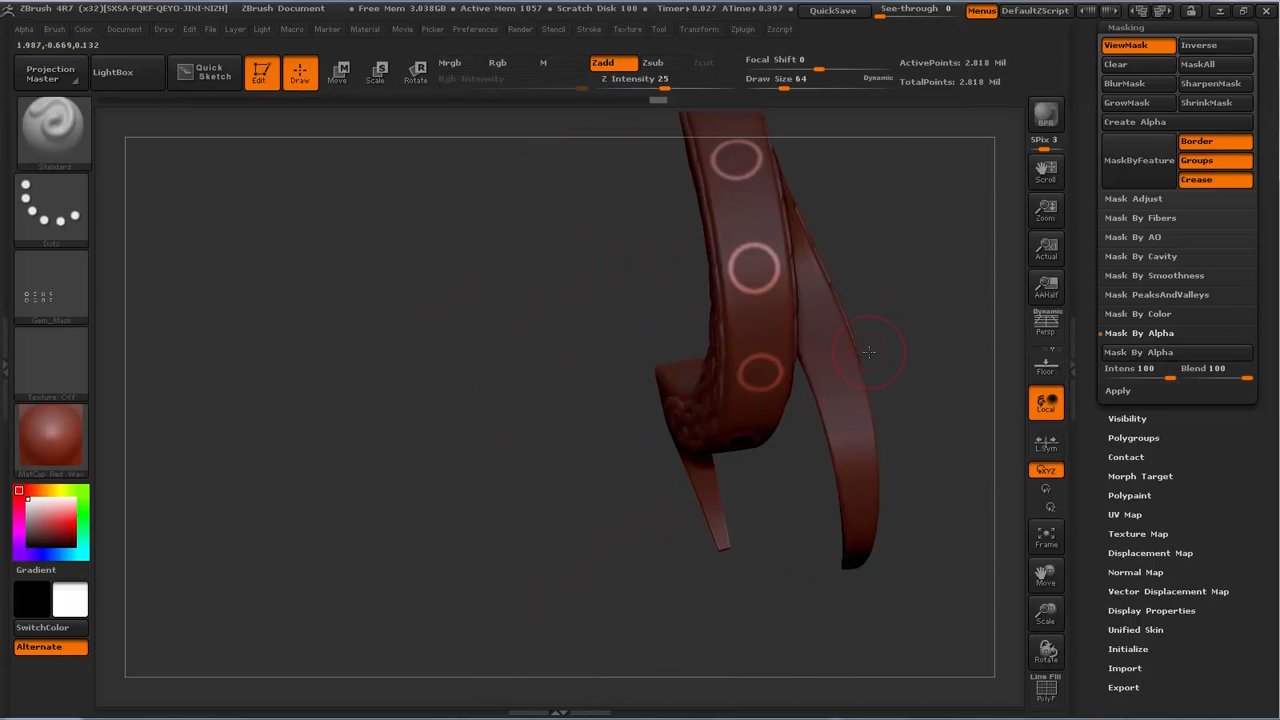 ZBrush 4R7 (x32)[SXSA-FQKF-QEYO-JINI-NIZH] ZBrush Document • Free Mem 3.038GB • Active Mem 1057 • Scratch Disk 100 • Timer▸0.027 ATime▸0.397 QuickSave See-through 0 Menus DefaultZScript
Alpha Brush Color Document Draw Edit File Layer Light Macro Marker Material Movie Picker Preferences Render Stencil Stroke Texture Tool Transform Zplugin Zscript
1.987,-0.669,0.132
Projection Master
LightBox
Quick Sketch
Edit
Draw
Move
Scale
Rotate
Mrgb Rgb M Zadd Zsub Zcut
Rgb Intensity Z Intensity 25
Focal Shift 0
Draw Size 64 Dynamic
ActivePoints: 2.818 Mil
TotalPoints: 2.818 Mil
Standard
Dots
Texture Off
MatCap Red Wax
Gradient
SwitchColor
Alternate
BPR
SPix 3
Scroll
Zoom
Actual
AAHalf
Dynamic
Persp
Floor
Local
L.Sym
XYZ
Frame
Move
Scale
Rotate
Line Fill
PolyF
Masking
ViewMask Inverse
Clear MaskAll
BlurMask SharpenMask
GrowMask ShrinkMask
Create Alpha
MaskByFeature
Border
Groups
Crease
Mask Adjust
Mask By Fibers
Mask By AO
Mask By Cavity
Mask By Smoothness
Mask PeaksAndValleys
Mask By Color
Mask By Alpha
Mask By Alpha
Intens 100 Blend 100
Apply
Visibility
Polygroups
Contact
Morph Target
Polypaint
UV Map
Texture Map
Displacement Map
Normal Map
Vector Displacement Map
Display Properties
Unified Skin
Initialize
Import
Export